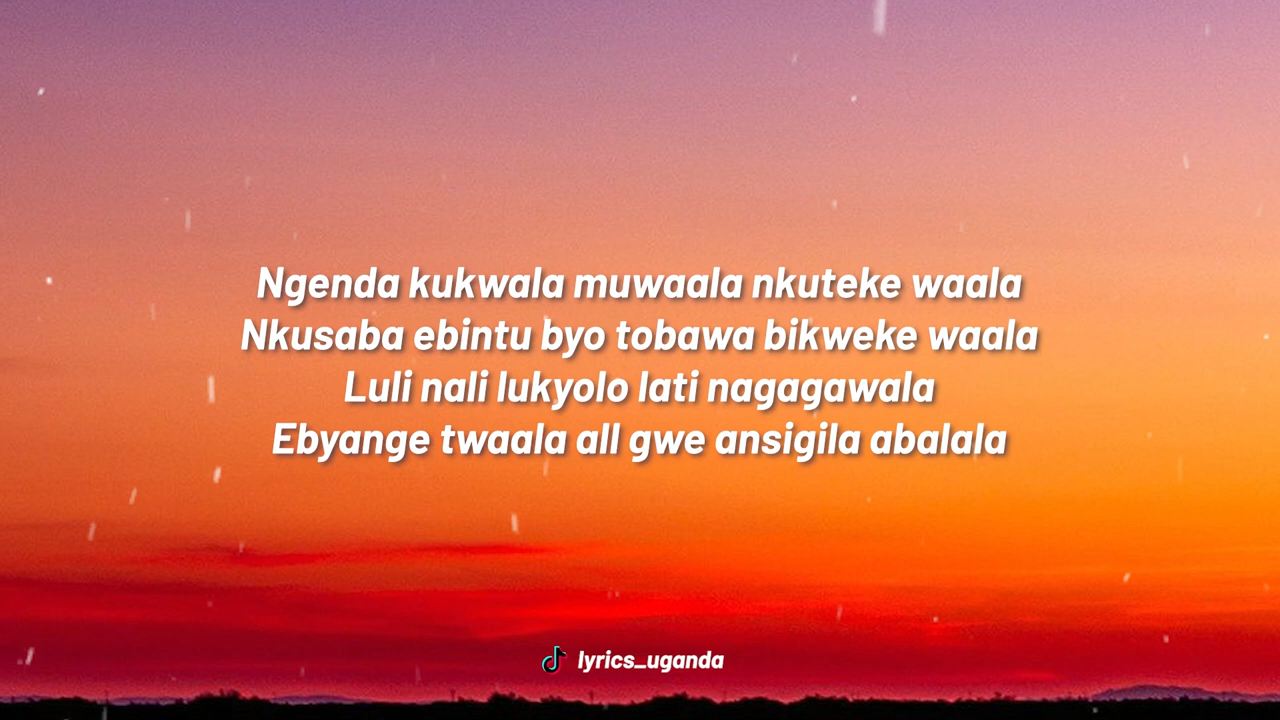 Ngenda kukwala muwaala nkuteke waala
Nkusaba ebintu byo tobawa bikweke waala
Luli nali lukyolo lati nagagawala
Ebyange twaala all gwe ansigila abalala
lyrics_uganda